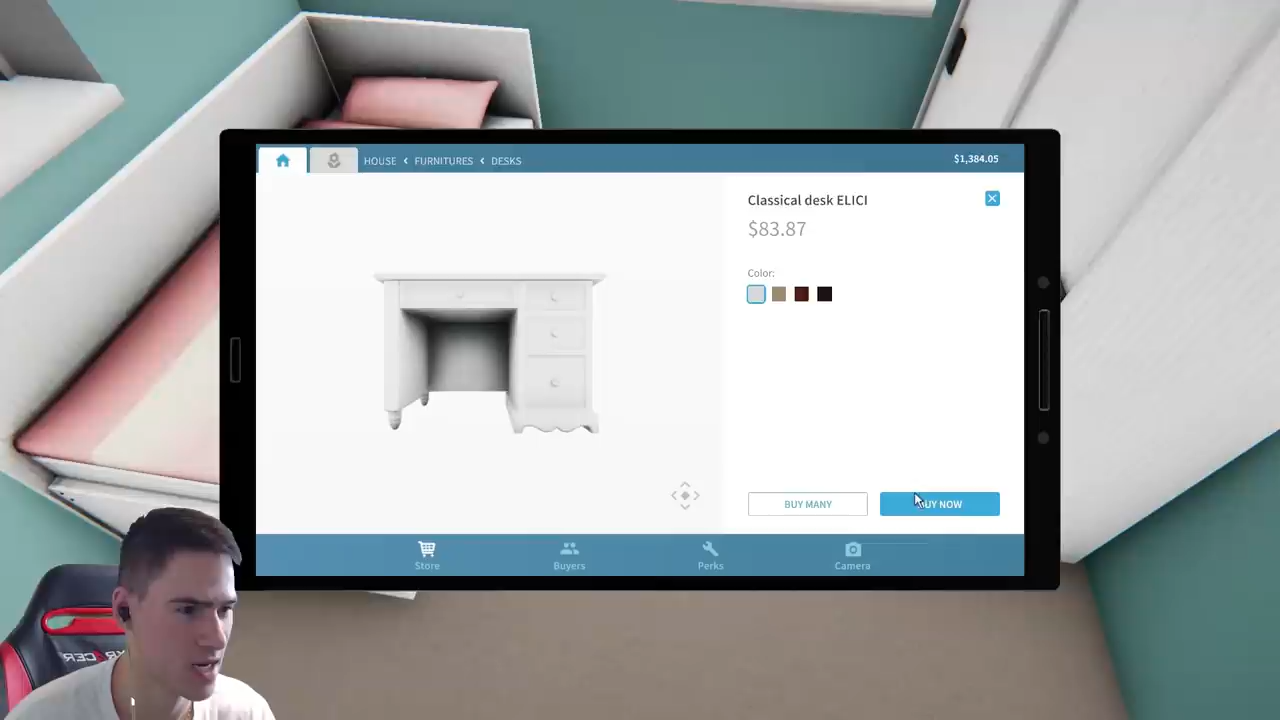 HOUSE < FURNITURES < DESKS
$1,384.05
Classical desk ELICI
$83.87
Color:
BUY MANY
BUY NOW
Store
Buyers
Perks
Camera